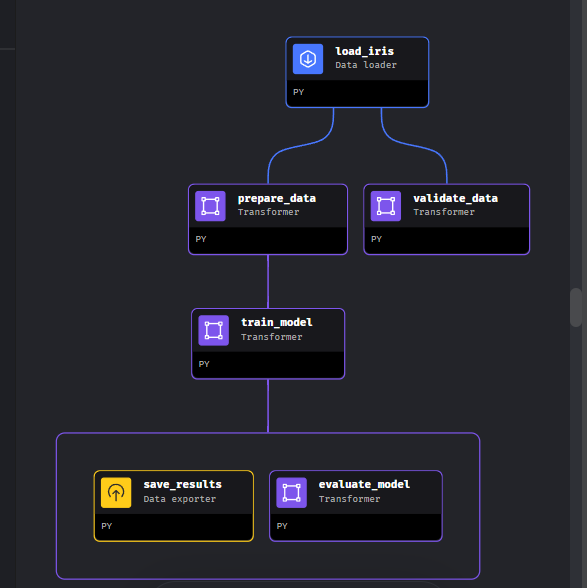 load_iris
Data loader
PY
prepare_data
Transformer
PY
validate_data
Transformer
PY
train_model
Transformer
PY
save_results
Data exporter
PY
evaluate_model
Transformer
PY